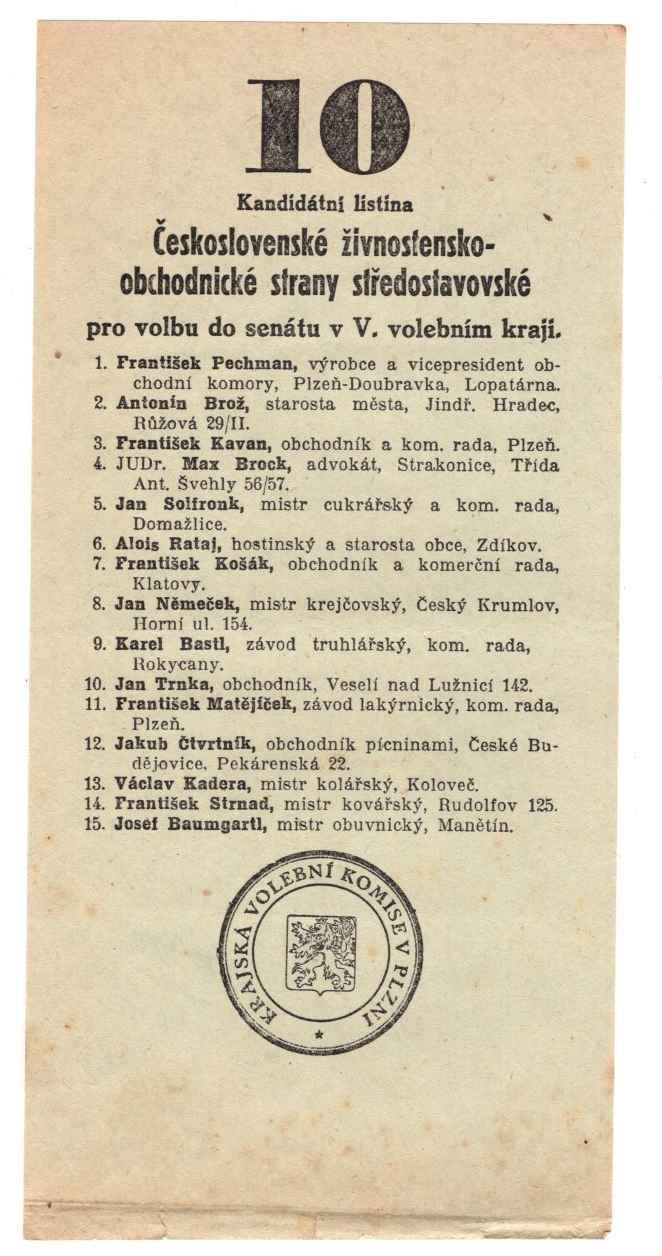 10
Kandidátní listina
Československé živnostensko-
obchodnické strany středostavovské
pro volbu do senátu v V. volebním kraji.
1. František Pechman, výrobce a vicepresident ob-
chodní komory, Plzeň-Doubravka, Lopatárna.
2. Antonín Brož, starosta města, Jindř. Hradec,
Růžová 29/II.
3. František Kavan, obchodník a kom. rada, Plzeň.
4. JUDr. Max Brock, advokát, Strakonice, Třída
Ant. Švehly 56/57.
5. Jan Solfronk, mistr cukrářský a kom. rada,
Domažlice.
6. Alois Rataj, hostinský a starosta obce, Zdíkov.
7. František Košák, obchodník a komerční rada,
Klatovy.
8. Jan Němeček, mistr krejčovský, Český Krumlov,
Horní ul. 154.
9. Karel Bastl, závod truhlářský, kom. rada,
Rokycany.
10. Jan Trnka, obchodník, Veselí nad Lužnicí 142.
11. František Matějíček, závod lakýrnický, kom. rada,
Plzeň.
12. Jakub Čtvrtník, obchodník pícninami, České Bu-
dějovice, Pekárenská 22.
13. Václav Kadera, mistr kolářský, Koloveč.
14. František Strnad, mistr kovářský, Rudolfov 125.
15. Josef Baumgartl, mistr obuvnický, Manětín.
KRAJSKÁ VOLEBNÍ KOMISE V PLZNI